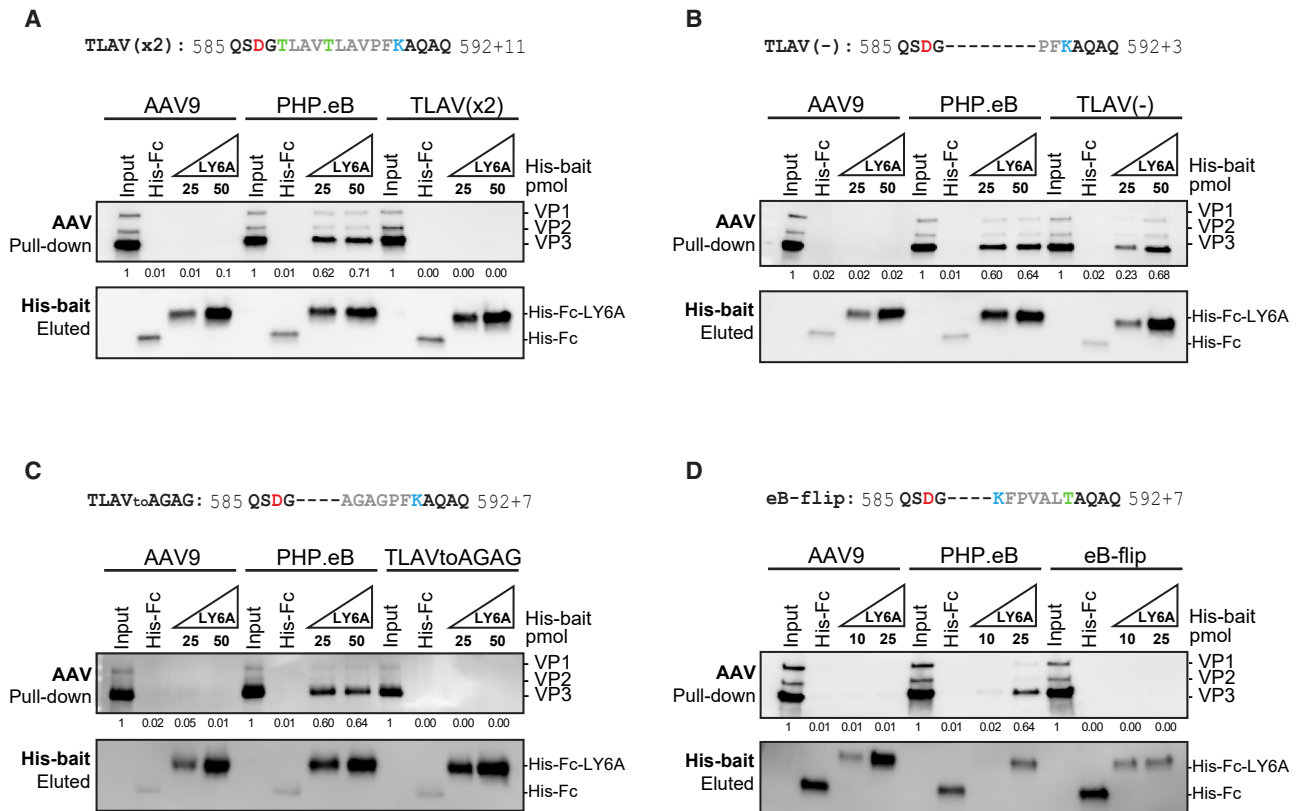 A
TLAV(x2): 585 QSDGTLAVTLAVPFKAQAQ 592+11
AAV9 PHP.eB TLAV(x2)
Input His-Fc LY6A Input His-Fc LY6A Input His-Fc LY6A His-bait
25 50 25 50 25 50 pmol
AAV
Pull-down
VP1
VP2
VP3
1 0.01 0.01 0.1 1 0.01 0.62 0.71 1 0.00 0.00 0.00
His-bait
Eluted
His-Fc-LY6A
His-Fc
B
TLAV(-): 585 QSDG---------PFKAQAQ 592+3
AAV9 PHP.eB TLAV(-)
Input His-Fc LY6A Input His-Fc LY6A Input His-Fc LY6A His-bait
25 50 25 50 25 50 pmol
AAV
Pull-down
VP1
VP2
VP3
1 0.02 0.02 0.02 1 0.01 0.60 0.64 1 0.02 0.23 0.68
His-bait
Eluted
His-Fc-LY6A
His-Fc
C
TLAVtoAGAG: 585 QSDG----AGAGPFKAQAQ 592+7
AAV9 PHP.eB TLAVtoAGAG
Input His-Fc LY6A Input His-Fc LY6A Input His-Fc LY6A His-bait
25 50 25 50 25 50 pmol
AAV
Pull-down
VP1
VP2
VP3
1 0.02 0.05 0.01 1 0.01 0.60 0.64 1 0.00 0.00 0.00
His-bait
Eluted
His-Fc-LY6A
His-Fc
D
eB-flip: 585 QSDG----KFPVALTAQAQ 592+7
AAV9 PHP.eB eB-flip
Input His-Fc LY6A Input His-Fc LY6A Input His-Fc LY6A His-bait
10 25 10 25 10 25 pmol
AAV
Pull-down
VP1
VP2
VP3
1 0.01 0.01 0.01 1 0.01 0.02 0.64 1 0.00 0.00 0.00
His-bait
Eluted
His-Fc-LY6A
His-Fc